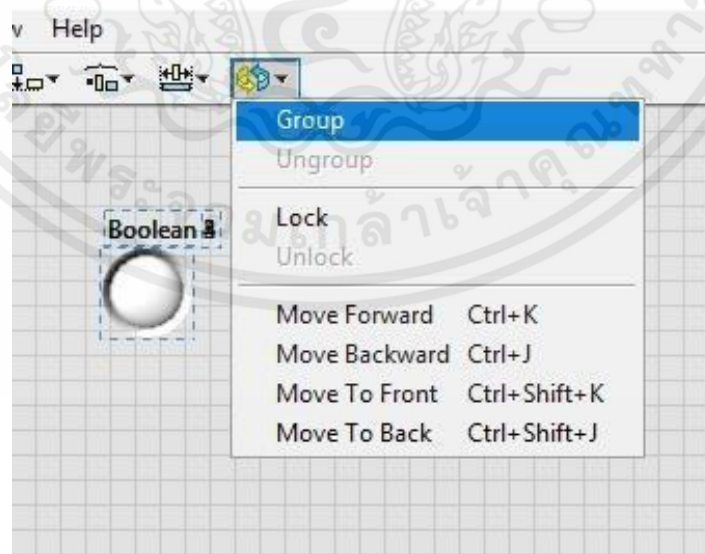 Help
Group
Ungroup
Boolean
Lock
Unlock
Move Forward Ctrl+K
Move Backward Ctrl+J
Move To Front Ctrl+Shift+K
Move To Back Ctrl+Shift+J